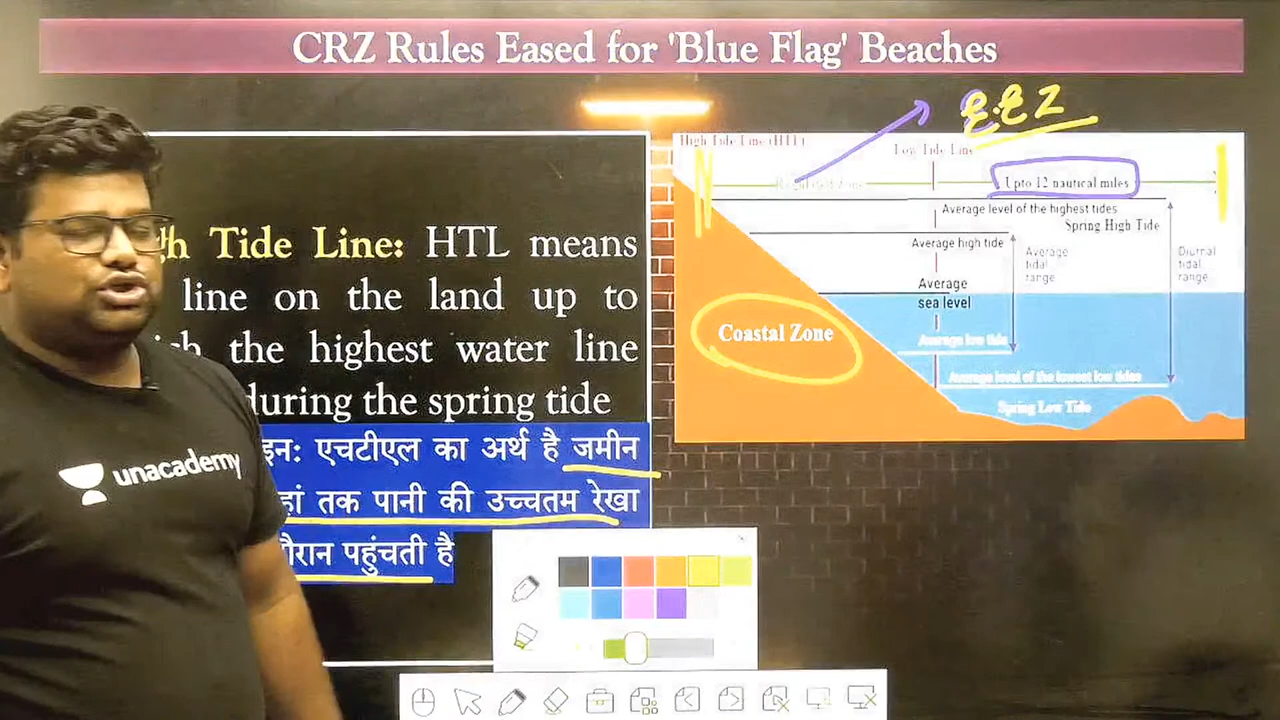 CRZ Rules Eased for 'Blue Flag' Beaches
E.EZ
High Tide Line (HTL)
Low Tide Line
Regulated Zone
Upto 12 nautical miles
Average level of the highest tides
Spring High Tide
Average high tide
Average
tidal
range
Diurnal
tidal
range
Average
sea level
Coastal Zone
Average low tide
Average level of the lowest low tides
Spring Low Tide
Tide Line: HTL means
line on the land up to
the highest water line
during the spring tide
एचटीएल का अर्थ है जमीन
तक पानी की उच्चतम रेखा
पहुंचती है
unacademy